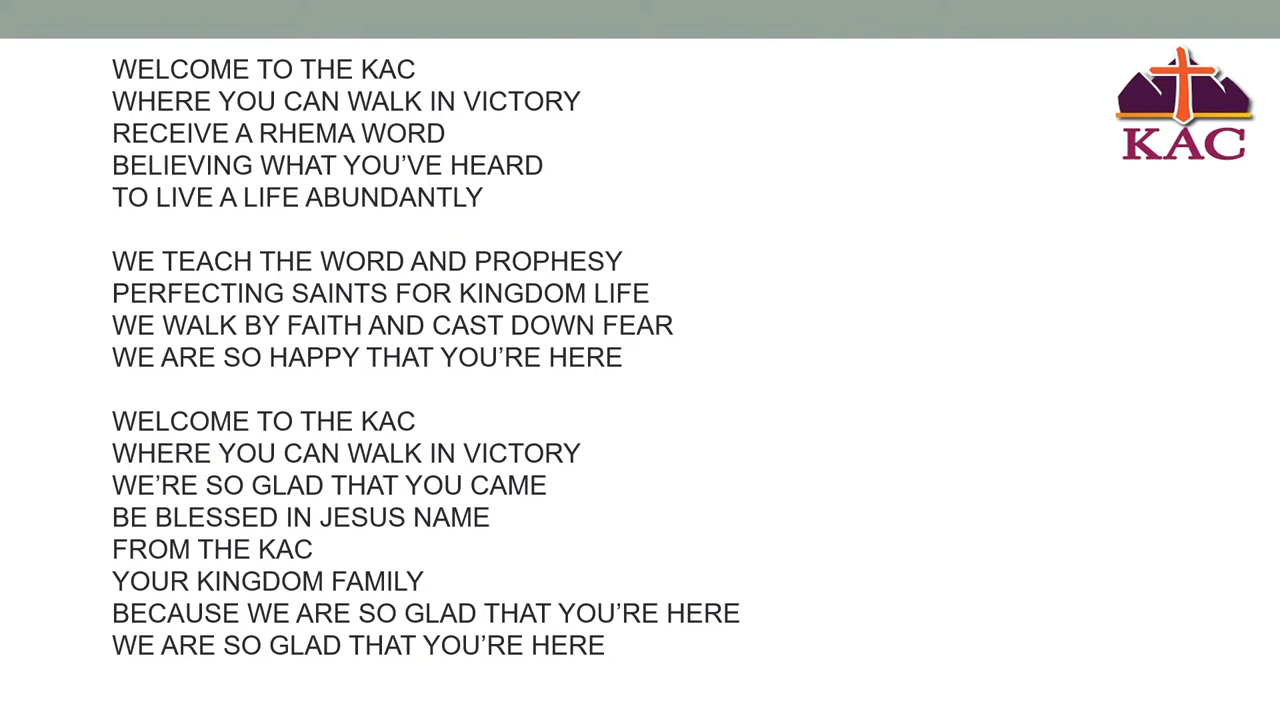 WELCOME TO THE KAC
WHERE YOU CAN WALK IN VICTORY
RECEIVE A RHEMA WORD
BELIEVING WHAT YOU’VE HEARD
TO LIVE A LIFE ABUNDANTLY

WE TEACH THE WORD AND PROPHESY
PERFECTING SAINTS FOR KINGDOM LIFE
WE WALK BY FAITH AND CAST DOWN FEAR
WE ARE SO HAPPY THAT YOU’RE HERE

WELCOME TO THE KAC
WHERE YOU CAN WALK IN VICTORY
WE’RE SO GLAD THAT YOU CAME
BE BLESSED IN JESUS NAME
FROM THE KAC
YOUR KINGDOM FAMILY
BECAUSE WE ARE SO GLAD THAT YOU’RE HERE
WE ARE SO GLAD THAT YOU’RE HERE
KAC